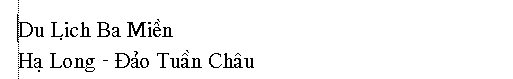 Du Lịch Ba Miền
Hạ Long - Đảo Tuần Châu